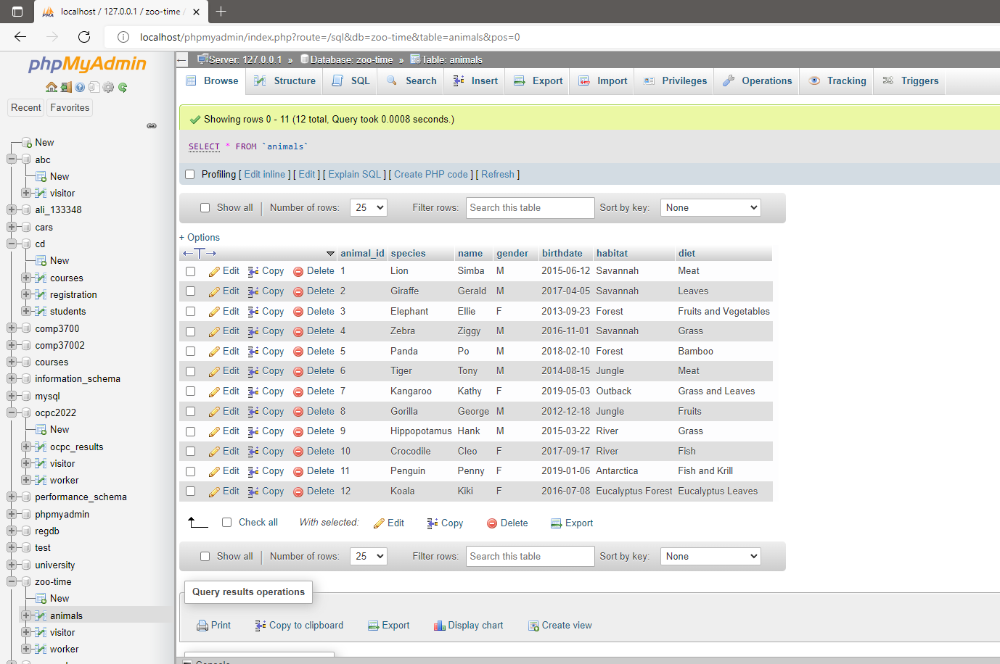 localhost / 127.0.0.1 / zoo-time /
localhost/phpmyadmin/index.php?route=/sql&db=zoo-time&table=animals&pos=0
phpMyAdmin
Recent Favorites
New
abc
New
visitor
ali_133348
cars
cd
New
courses
registration
students
comp3700
comp37002
courses
information_schema
mysql
ocpc2022
New
ocpc_results
visitor
worker
performance_schema
phpmyadmin
regdb
test
university
zoo-time
New
animals
visitor
worker
Server: 127.0.0.1 » Database: zoo-time » Table: animals
Browse Structure SQL Search Insert Export Import Privileges Operations Tracking Triggers
Showing rows 0 - 11 (12 total, Query took 0.0008 seconds.)
SELECT * FROM `animals`
Profiling [ Edit inline ] [ Edit ] [ Explain SQL ] [ Create PHP code ] [ Refresh ]
Show all | Number of rows: 25 Filter rows: Search this table Sort by key: None
+ Options
←T→ animal_id species name gender birthdate habitat diet
Edit Copy Delete 1 Lion Simba M 2015-06-12 Savannah Meat
Edit Copy Delete 2 Giraffe Gerald M 2017-04-05 Savannah Leaves
Edit Copy Delete 3 Elephant Ellie F 2013-09-23 Forest Fruits and Vegetables
Edit Copy Delete 4 Zebra Ziggy M 2016-11-01 Savannah Grass
Edit Copy Delete 5 Panda Po M 2018-02-10 Forest Bamboo
Edit Copy Delete 6 Tiger Tony M 2014-08-15 Jungle Meat
Edit Copy Delete 7 Kangaroo Kathy F 2019-05-03 Outback Grass and Leaves
Edit Copy Delete 8 Gorilla George M 2012-12-18 Jungle Fruits
Edit Copy Delete 9 Hippopotamus Hank M 2015-03-22 River Grass
Edit Copy Delete 10 Crocodile Cleo F 2017-09-17 River Fish
Edit Copy Delete 11 Penguin Penny F 2019-01-06 Antarctica Fish and Krill
Edit Copy Delete 12 Koala Kiki F 2016-07-08 Eucalyptus Forest Eucalyptus Leaves
Check all With selected: Edit Copy Delete Export
Show all | Number of rows: 25 Filter rows: Search this table Sort by key: None
Query results operations
Print Copy to clipboard Export Display chart Create view
Console